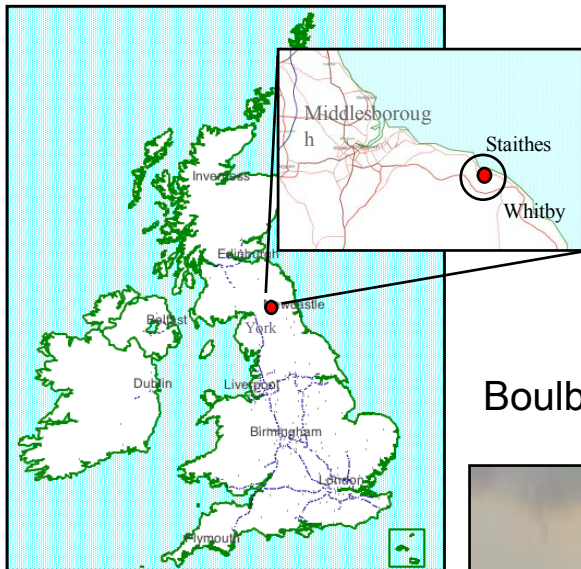 Middlesboroug
h
Staithes
Whitby
Inverness
Edinburgh
Newcastle
Belfast
York
Dublin
Liverpool
Birmingham
London
Plymouth
Boulb